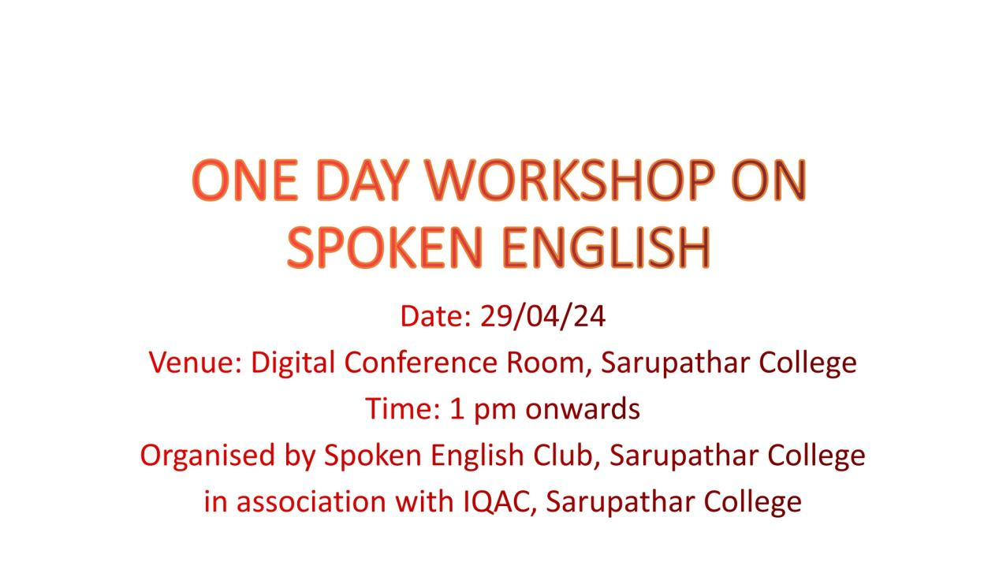 ONE DAY WORKSHOP ON
SPOKEN ENGLISH
Date: 29/04/24
Venue: Digital Conference Room, Sarupathar College
Time: 1 pm onwards
Organised by Spoken English Club, Sarupathar College
in association with IQAC, Sarupathar College